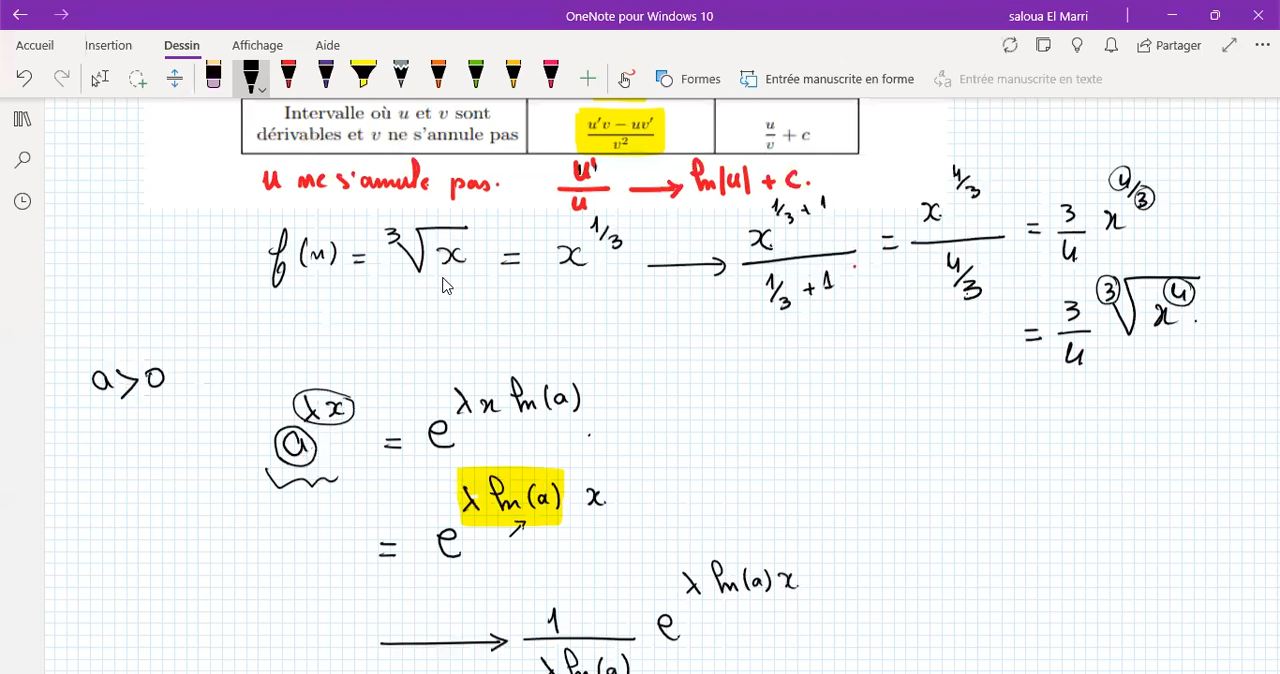 OneNote pour Windows 10
saloua El Marri
Accueil Insertion Dessin Affichage Aide
Partager
Formes Entrée manuscrite en forme Entrée manuscrite en texte
Intervalle où u et v sont dérivables et v ne s'annule pas
u'v − uv' / v²
u/v + c
u ne s'annule pas. u'/u → ln|u| + c.
f(x) = ∛x = x^(1/3) → x^(1/3 + 1) / (1/3 + 1) = x^(4/3) / (4/3) = 3/4 x^(4/3)
= 3/4 ∛(x^4).
a > 0
a^(λx) = e^(λx ln(a)).
= e^(λ ln(a) x)
→ 1 / (λ ln(a)) e^(λ ln(a) x)